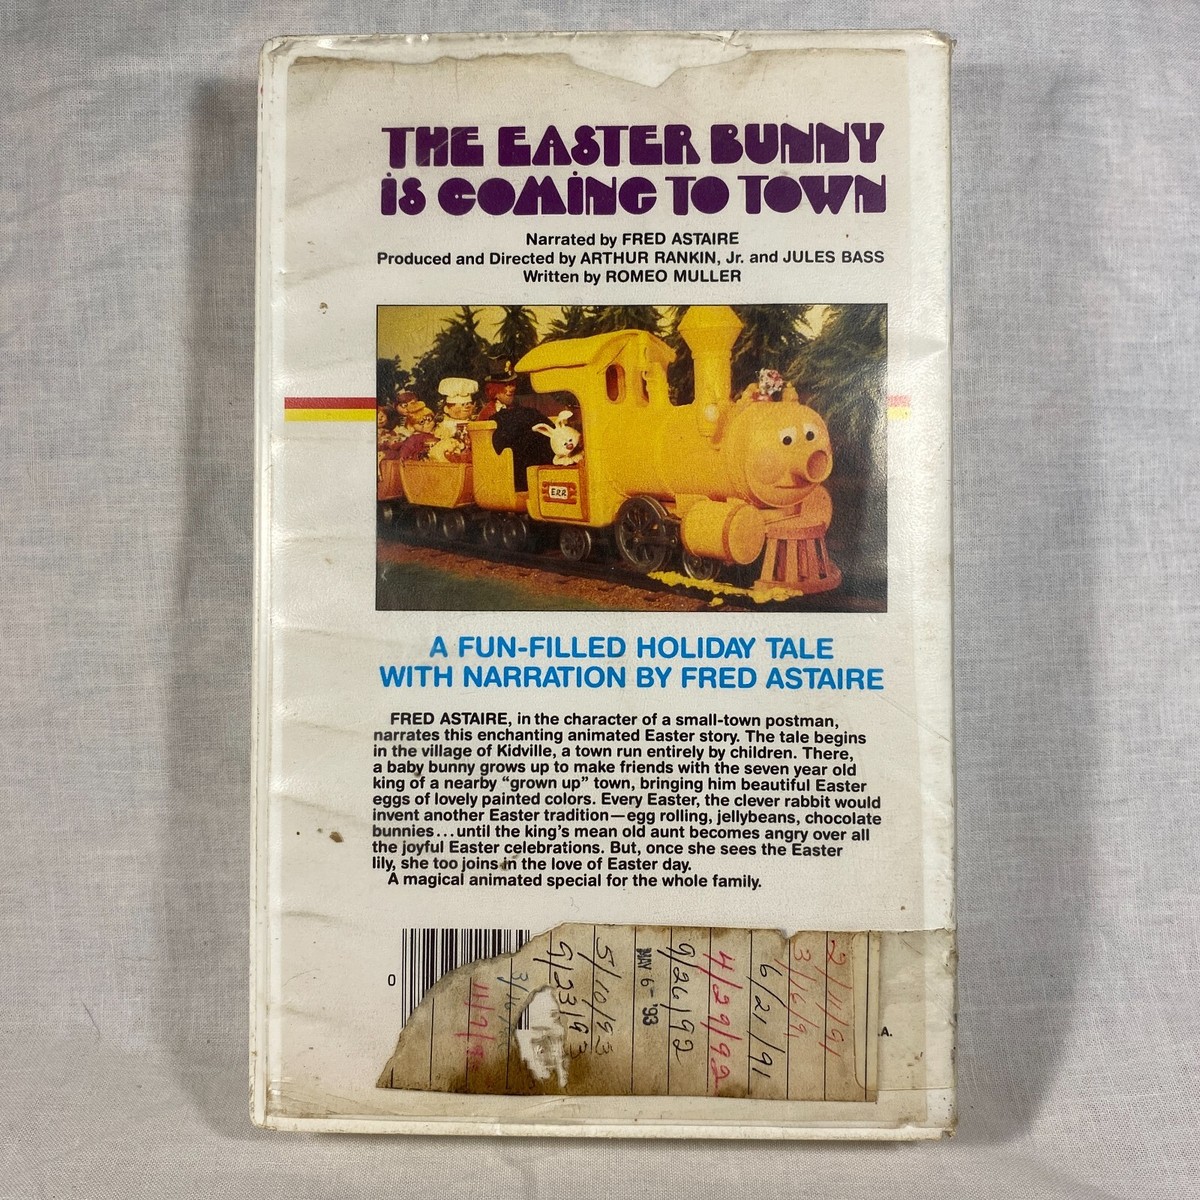 THE EASTER BUNNY
IS COMING TO TOWN
Narrated by FRED ASTAIRE
Produced and Directed by ARTHUR RANKIN, Jr. and JULES BASS
Written by ROMEO MULLER
ERR
A FUN-FILLED HOLIDAY TALE
WITH NARRATION BY FRED ASTAIRE
FRED ASTAIRE, in the character of a small-town postman,
narrates this enchanting animated Easter story. The tale begins
in the village of Kidville, a town run entirely by children. There,
a baby bunny grows up to make friends with the seven year old
king of a nearby “grown up” town, bringing him beautiful Easter
eggs of lovely painted colors. Every Easter, the clever rabbit would
invent another Easter tradition—egg rolling, jellybeans, chocolate
bunnies...until the king's mean old aunt becomes angry over all
the joyful Easter celebrations. But, once she sees the Easter
lily, she too joins in the love of Easter day.
A magical animated special for the whole family.
0
A.
2/11/91
6/21/91
4/29/92
9/26/92
MAY 6- '93
5/10/93
9/23/93